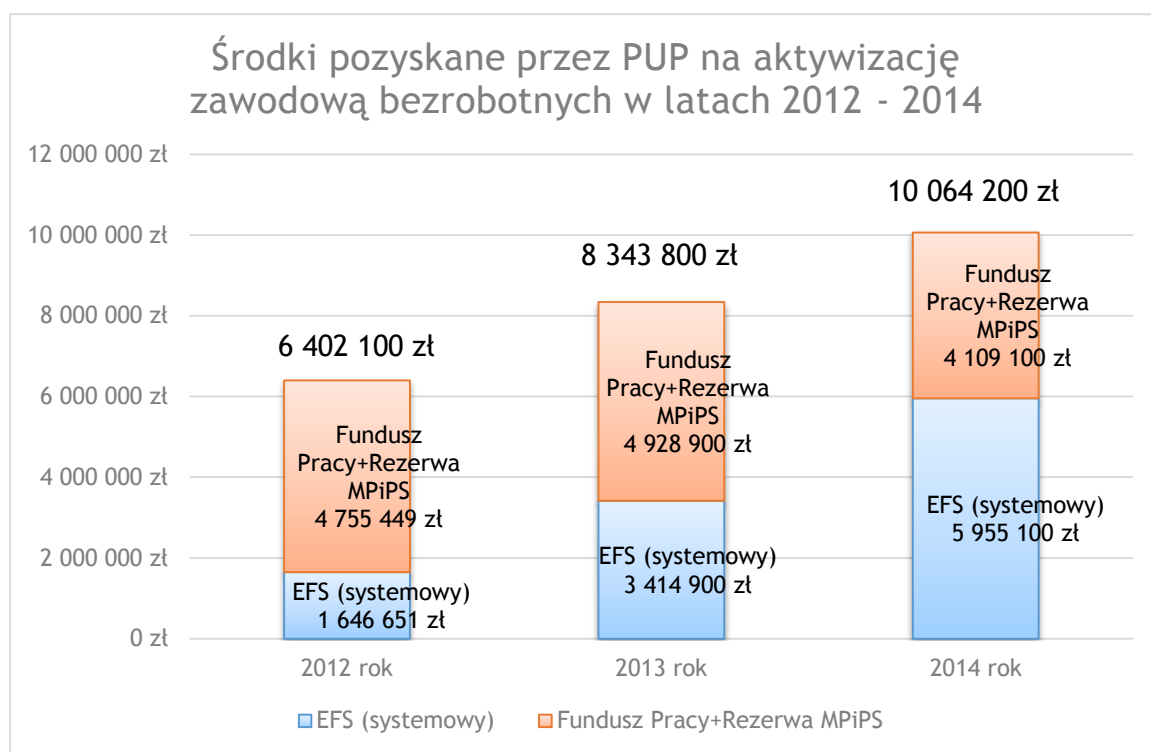 Środki pozyskane przez PUP na aktywizację
zawodową bezrobotnych w latach 2012 - 2014
12 000 000 zł
10 000 000 zł
8 000 000 zł
6 000 000 zł
4 000 000 zł
2 000 000 zł
0 zł
6 402 100 zł
Fundusz
Pracy+Rezerwa
MPiPS
4 755 449 zł
EFS (systemowy)
1 646 651 zł
8 343 800 zł
Fundusz
Pracy+Rezerwa
MPiPS
4 928 900 zł
EFS (systemowy)
3 414 900 zł
10 064 200 zł
Fundusz
Pracy+Rezerwa
MPiPS
4 109 100 zł
EFS (systemowy)
5 955 100 zł
2012 rok
2013 rok
2014 rok
EFS (systemowy)
Fundusz Pracy+Rezerwa MPiPS